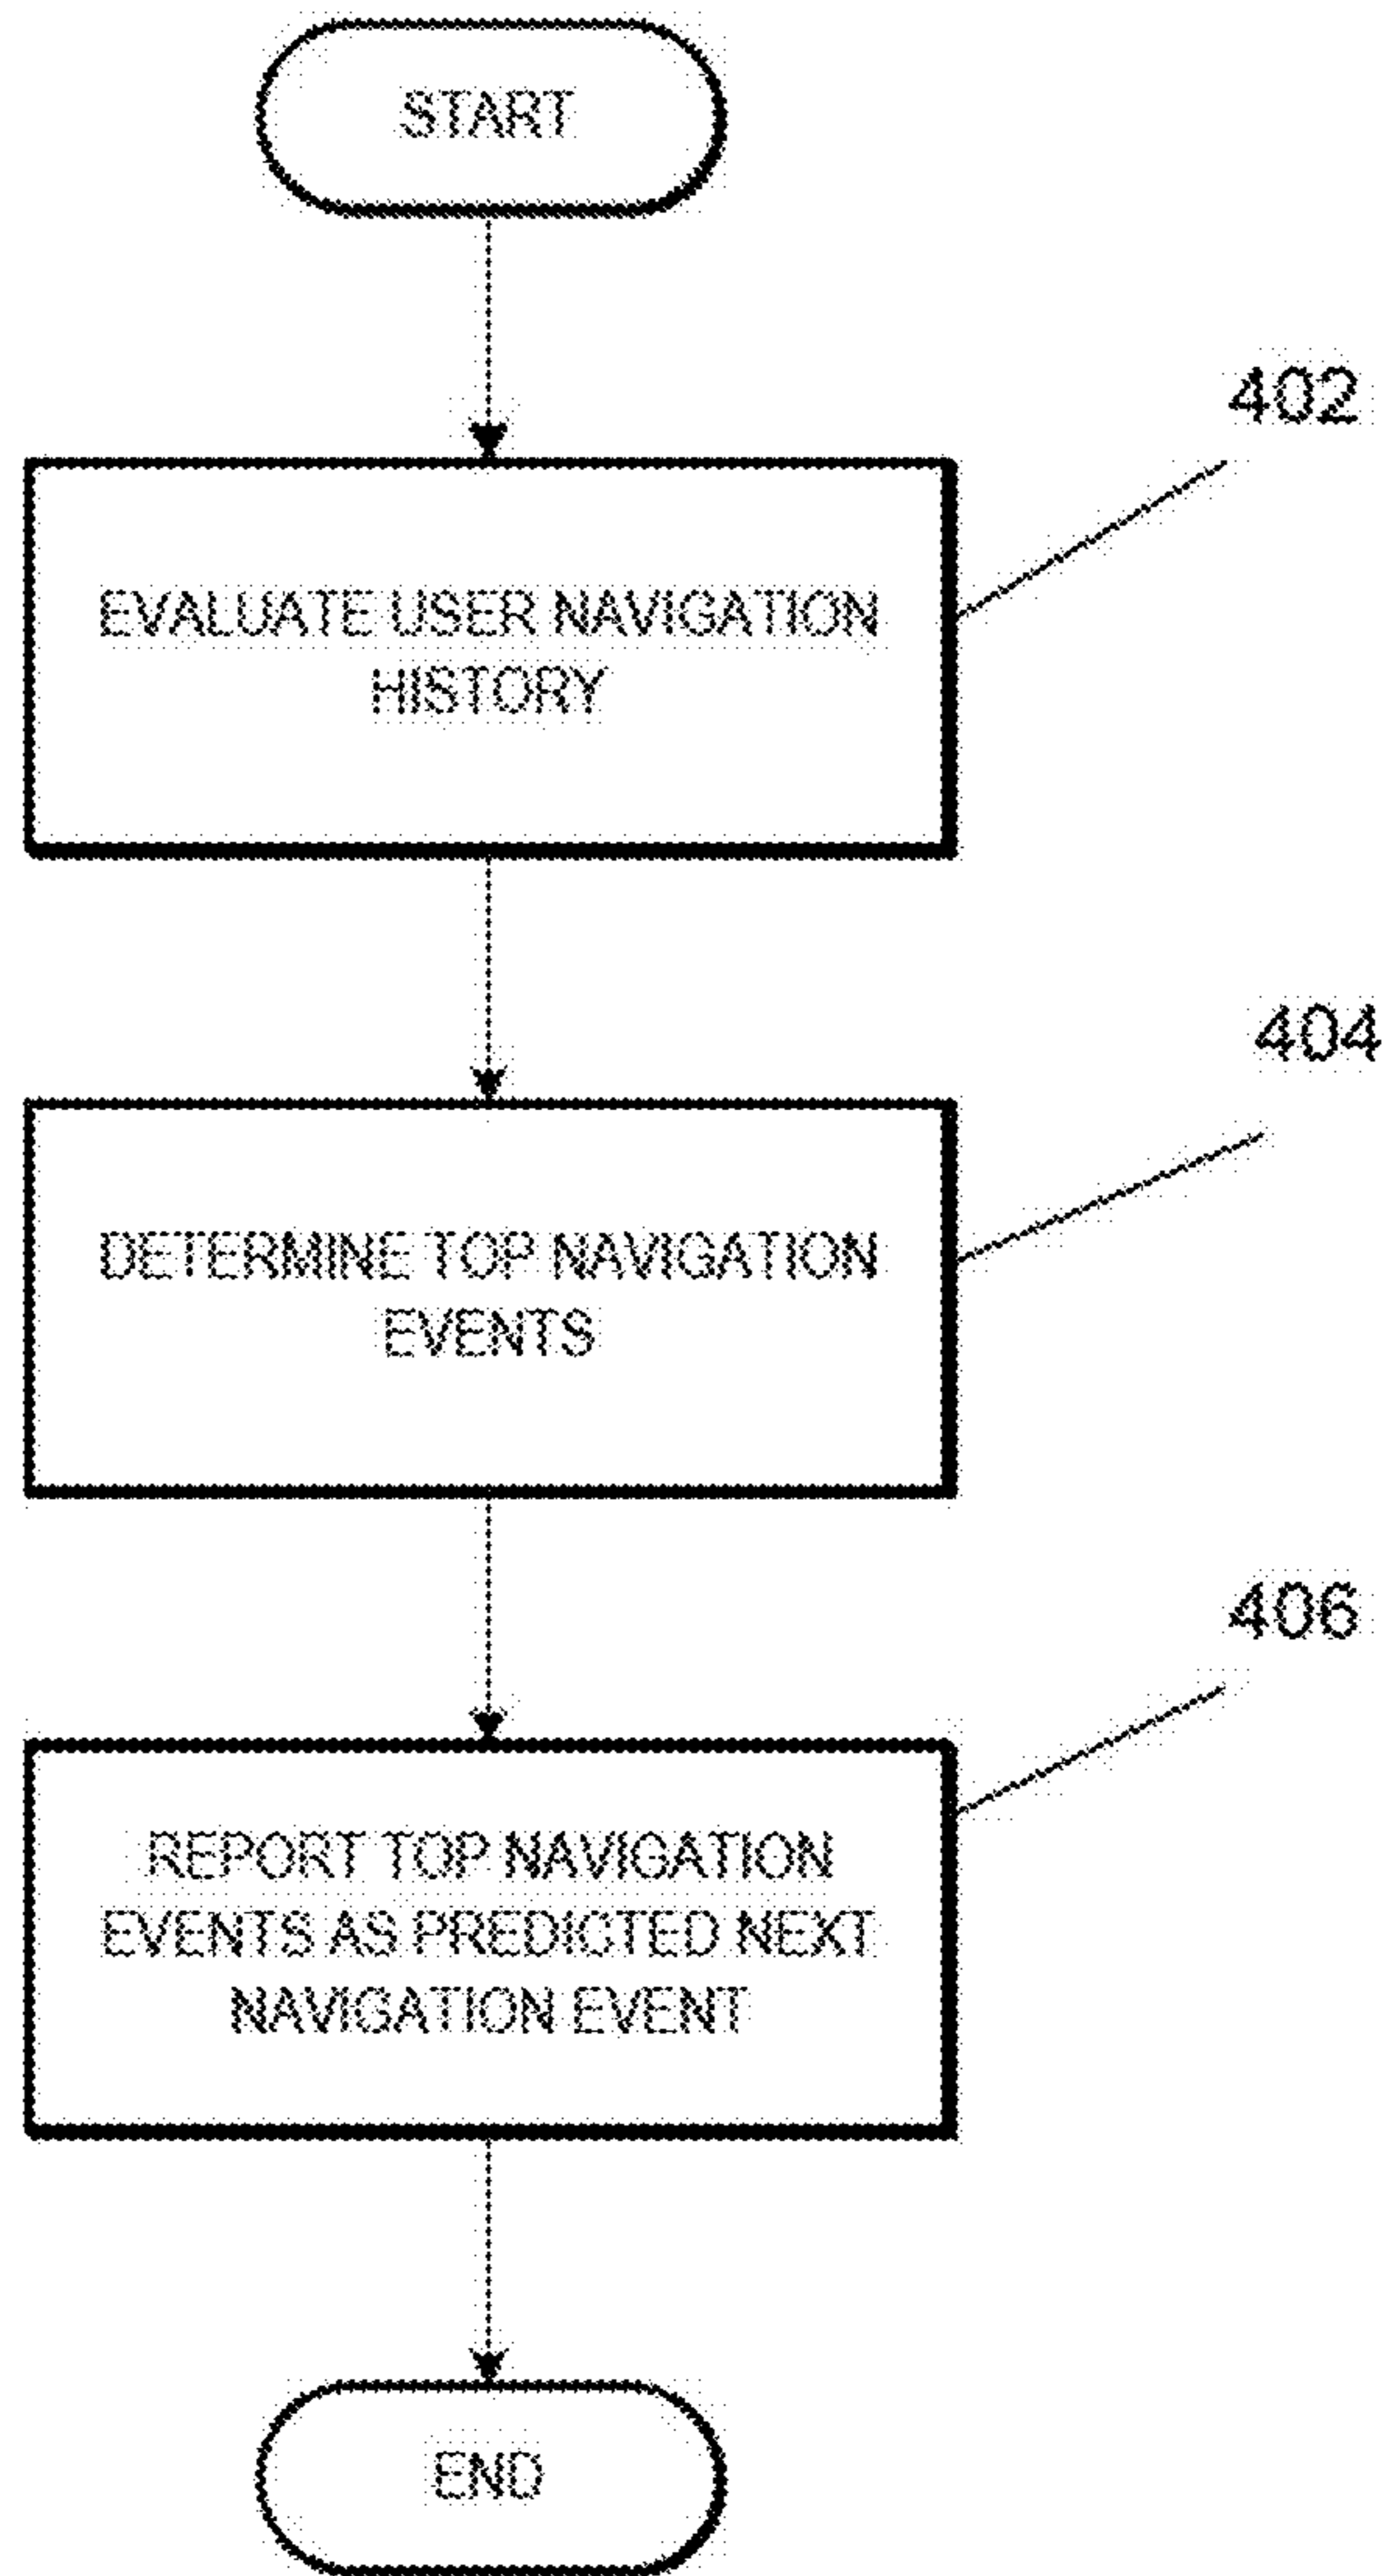 START
402
EVALUATE USER NAVIGATION
HISTORY
404
DETERMINE TOP NAVIGATION
EVENTS
406
REPORT TOP NAVIGATION
EVENTS AS PREDICTED NEXT
NAVIGATION EVENT
END